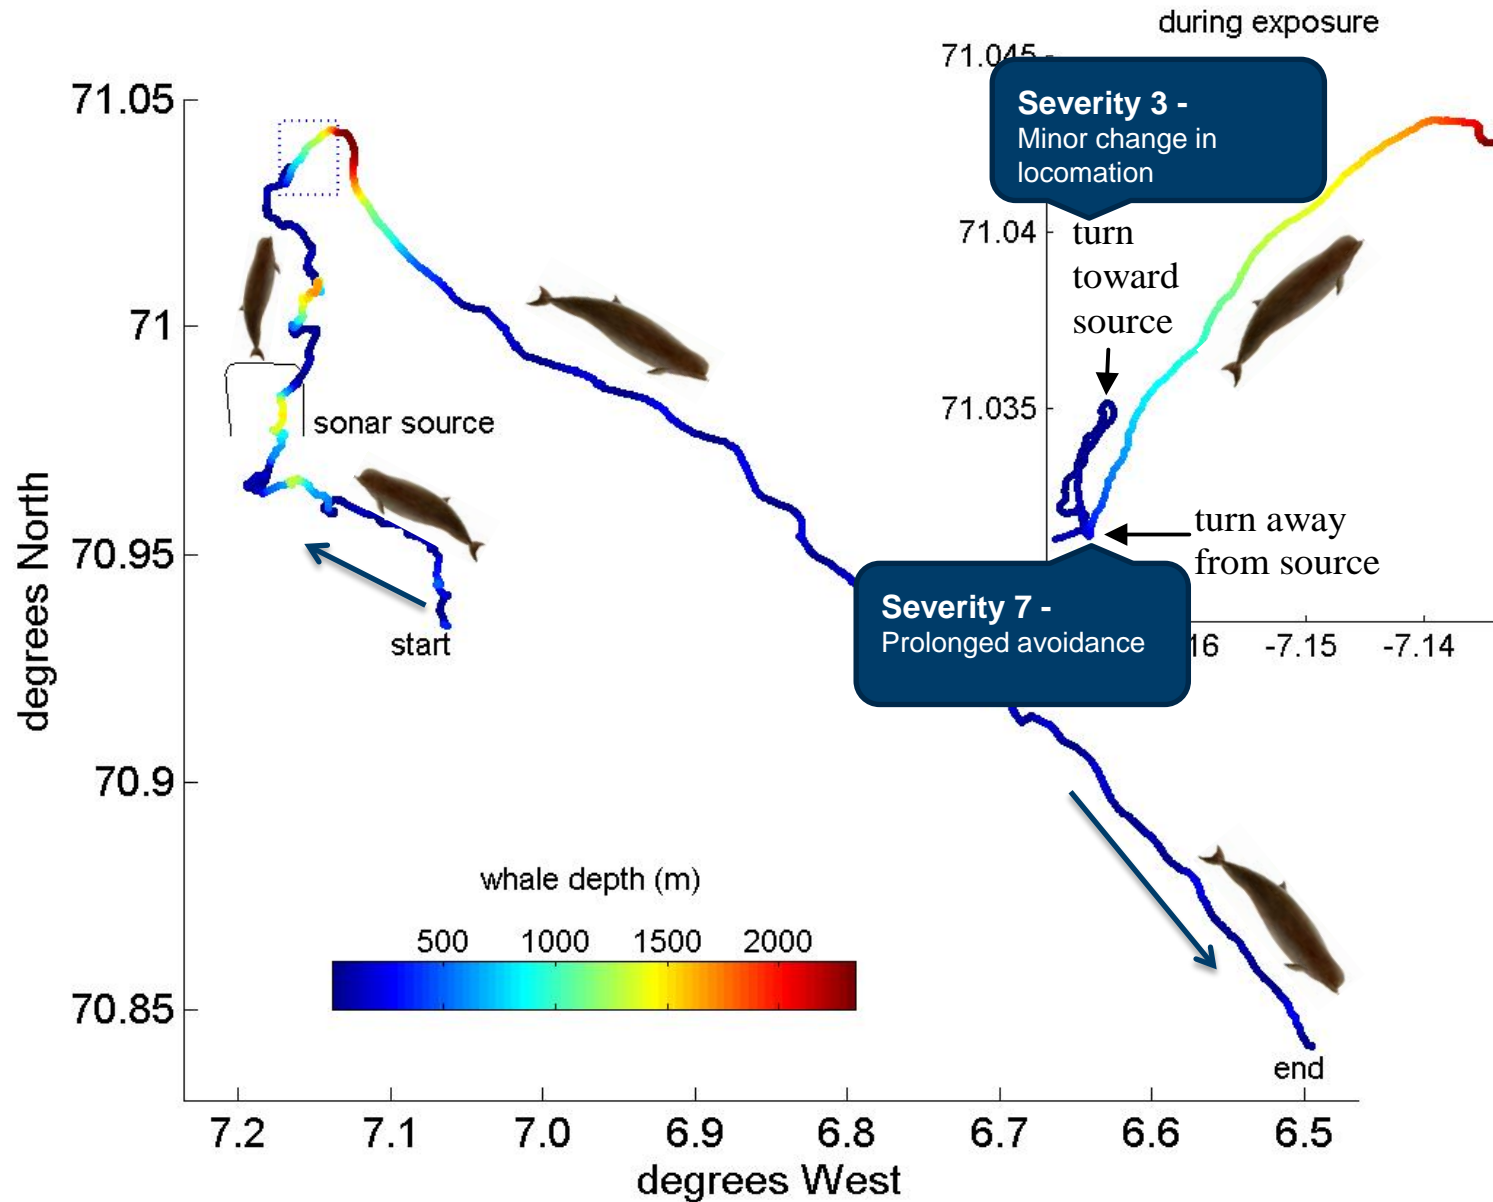 during exposure
71.045
Severity 3 -
Minor change in
locomation
71.04
turn
toward
source
71.035
turn away
from source
Severity 7 -
Prolonged avoidance
16
-7.15
-7.14
71.05
71
70.95
70.9
70.85
degrees North
sonar source
start
whale depth (m)
500
1000
1500
2000
end
7.2
7.1
7.0
6.9
6.8
6.7
6.6
6.5
degrees West